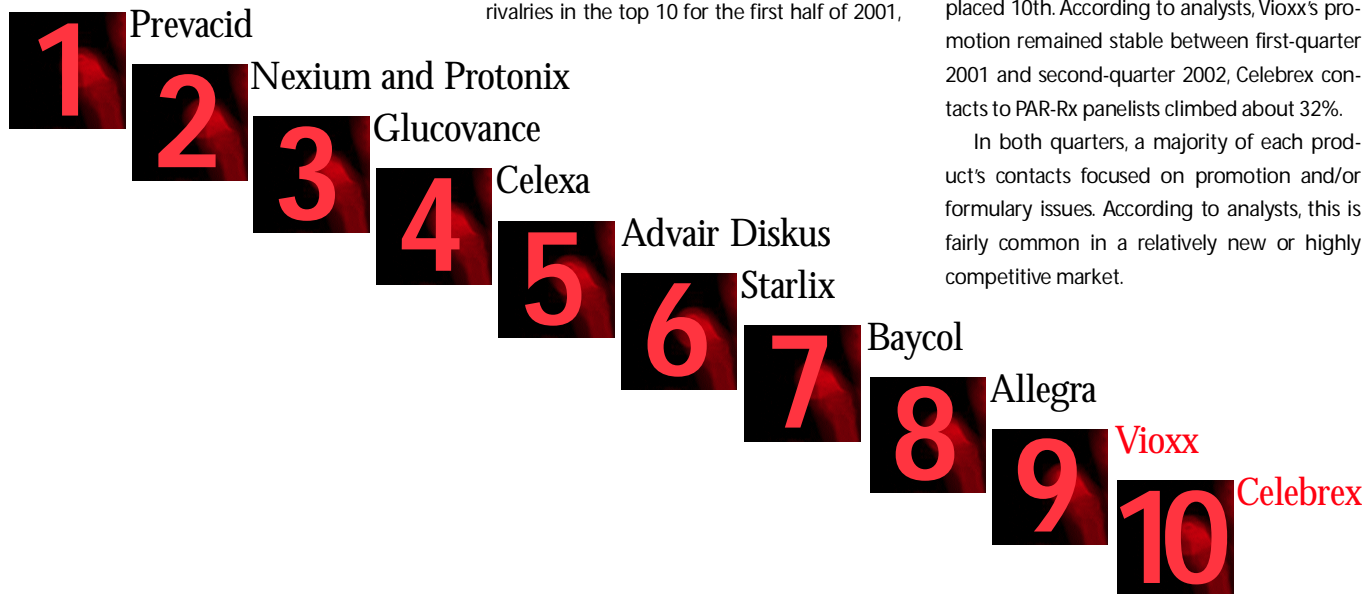 rivalries in the top 10 for the first half of 2001,
placed 10th. According to analysts, Vioxx's pro-
motion remained stable between first-quarter
2001 and second-quarter 2002, Celebrex con-
tacts to PAR-Rx panelists climbed about 32%.
In both quarters, a majority of each prod-
uct's contacts focused on promotion and/or
formulary issues. According to analysts, this is
fairly common in a relatively new or highly
competitive market.
1 Prevacid
2 Nexium and Protonix
3 Glucovance
4 Celexa
5 Advair Diskus
6 Starlix
7 Baycol
8 Allegra
9 Vioxx
10 Celebrex